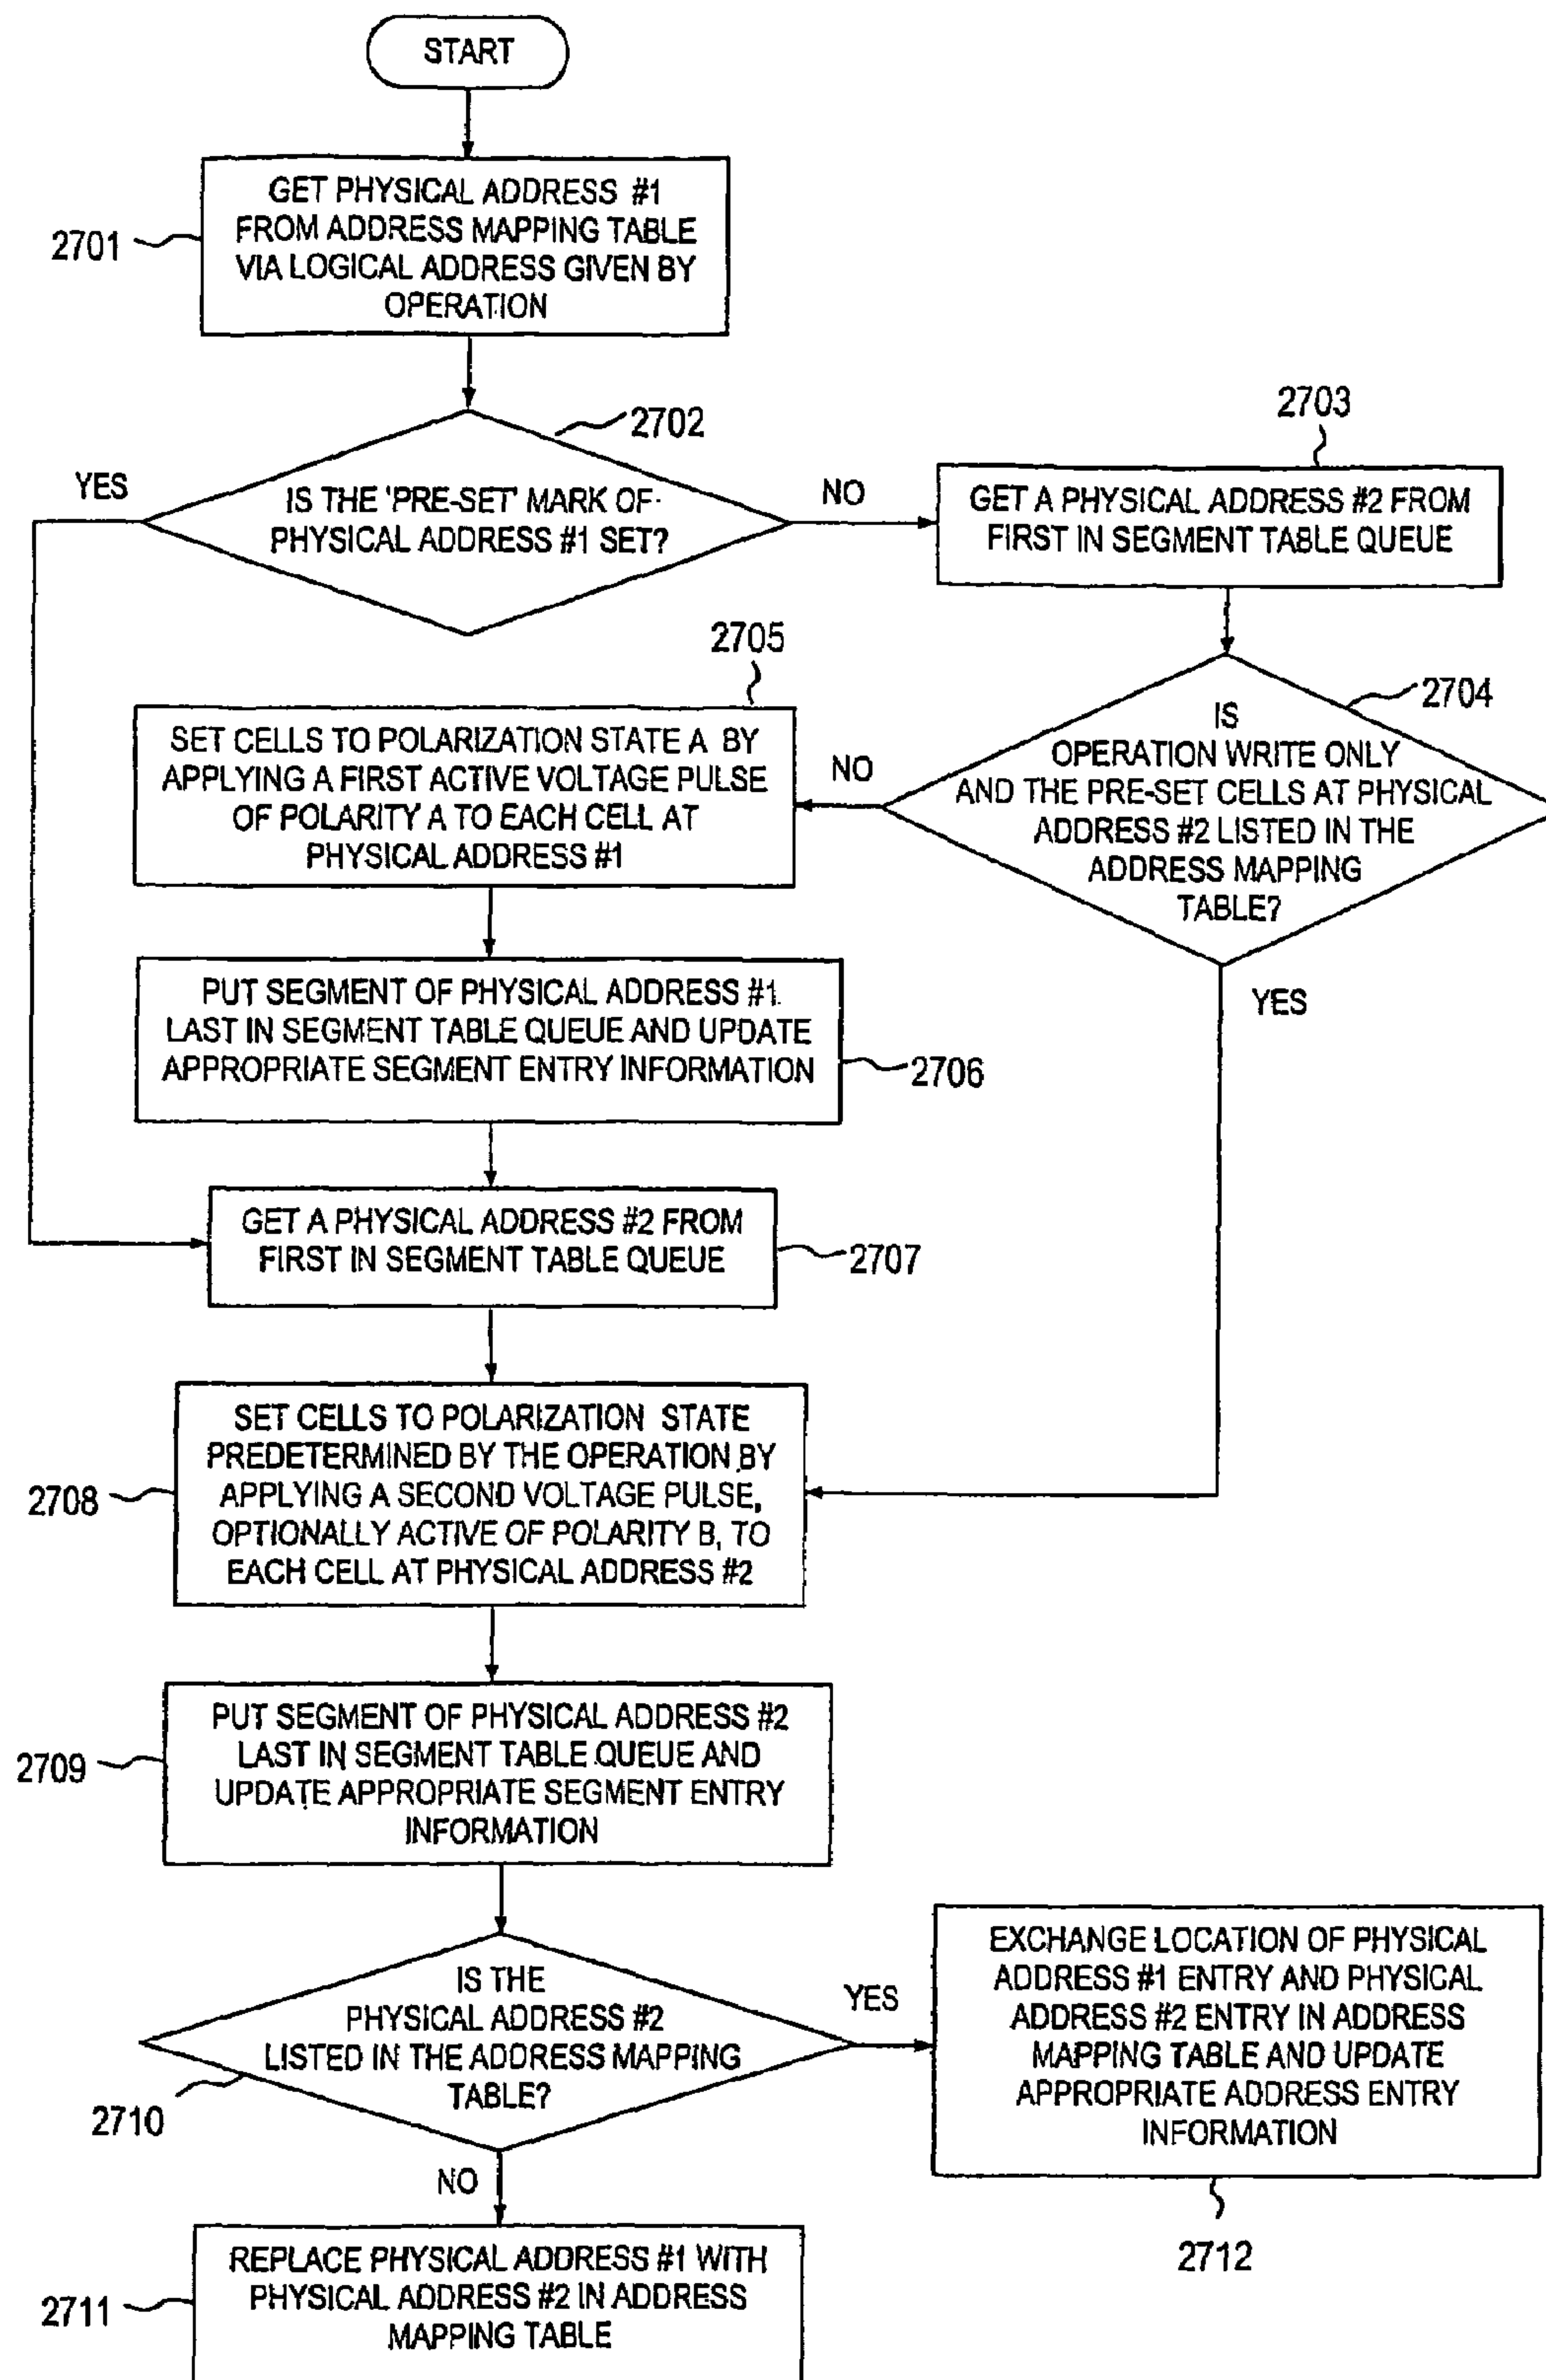 START
GET PHYSICAL ADDRESS #1
FROM ADDRESS MAPPING TABLE
VIA LOGICAL ADDRESS GIVEN BY
OPERATION
2701
2702
IS THE 'PRE-SET' MARK OF
PHYSICAL ADDRESS #1 SET?
YES
NO
2703
GET A PHYSICAL ADDRESS #2 FROM
FIRST IN SEGMENT TABLE QUEUE
2704
IS
OPERATION WRITE ONLY
AND THE PRE-SET CELLS AT PHYSICAL
ADDRESS #2 LISTED IN THE
ADDRESS MAPPING
TABLE?
NO
YES
2705
SET CELLS TO POLARIZATION STATE A BY
APPLYING A FIRST ACTIVE VOLTAGE PULSE
OF POLARITY A TO EACH CELL AT
PHYSICAL ADDRESS #1
PUT SEGMENT OF PHYSICAL ADDRESS #1
LAST IN SEGMENT TABLE QUEUE AND UPDATE
APPROPRIATE SEGMENT ENTRY INFORMATION
2706
GET A PHYSICAL ADDRESS #2 FROM
FIRST IN SEGMENT TABLE QUEUE
2707
SET CELLS TO POLARIZATION STATE
PREDETERMINED BY THE OPERATION BY
APPLYING A SECOND VOLTAGE PULSE,
OPTIONALLY ACTIVE OF POLARITY B, TO
EACH CELL AT PHYSICAL ADDRESS #2
2708
PUT SEGMENT OF PHYSICAL ADDRESS #2
LAST IN SEGMENT TABLE QUEUE AND
UPDATE APPROPRIATE SEGMENT ENTRY
INFORMATION
2709
IS THE
PHYSICAL ADDRESS #2
LISTED IN THE ADDRESS MAPPING
TABLE?
2710
YES
NO
EXCHANGE LOCATION OF PHYSICAL
ADDRESS #1 ENTRY AND PHYSICAL
ADDRESS #2 ENTRY IN ADDRESS
MAPPING TABLE AND UPDATE
APPROPRIATE ADDRESS ENTRY
INFORMATION
2712
REPLACE PHYSICAL ADDRESS #1 WITH
PHYSICAL ADDRESS #2 IN ADDRESS
MAPPING TABLE
2711